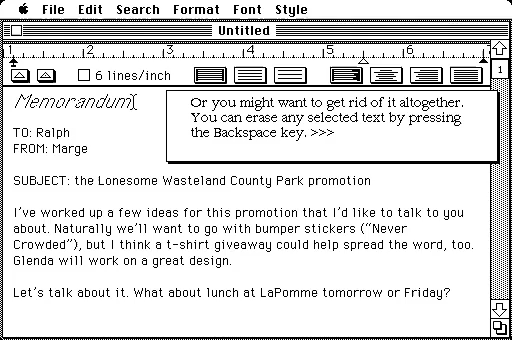 File Edit Search Format Font Style
Untitled
1 2 3 4 5 6
6 lines/inch
1
Memorandum
Or you might want to get rid of it altogether.
You can erase any selected text by pressing
the Backspace key. >>>
TO: Ralph
FROM: Marge
SUBJECT: the Lonesome Wasteland County Park promotion
I've worked up a few ideas for this promotion that I'd like to talk to you
about. Naturally we'll want to go with bumper stickers (“Never
Crowded”), but I think a t-shirt giveaway could help spread the word, too.
Glenda will work on a great design.
Let's talk about it. What about lunch at LaPomme tomorrow or Friday?